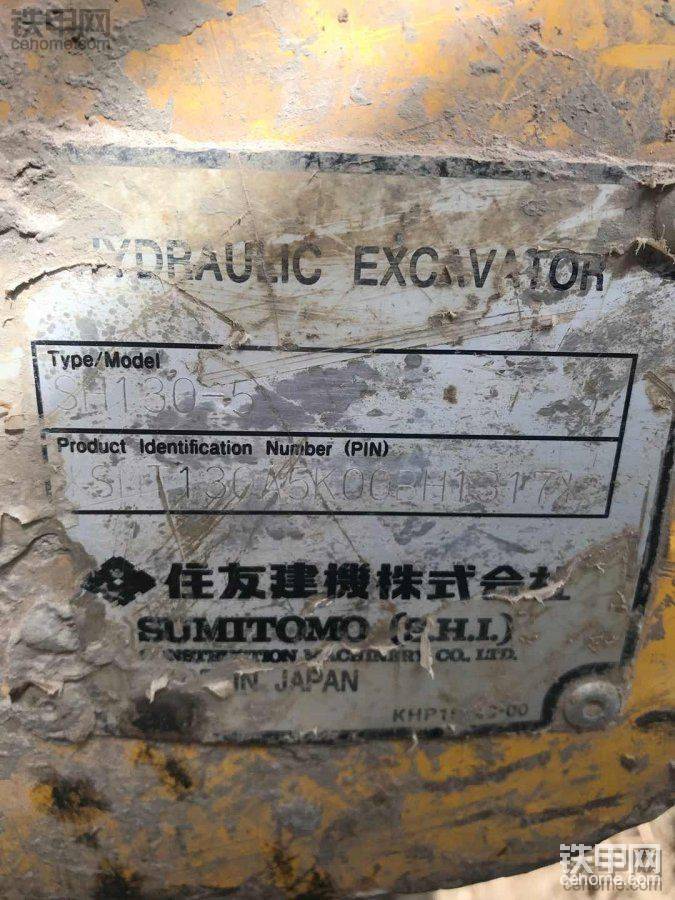 铁甲网
cehome.com
HYDRAULIC EXCAVATOR
Type/Model
SH130-5
Product Identification Number (PIN)
住友建機株式会社
SUMITOMO (S.H.I.)
CONSTRUCTION MACHINERY CO., LTD.
IN JAPAN
铁甲网
cehome.com